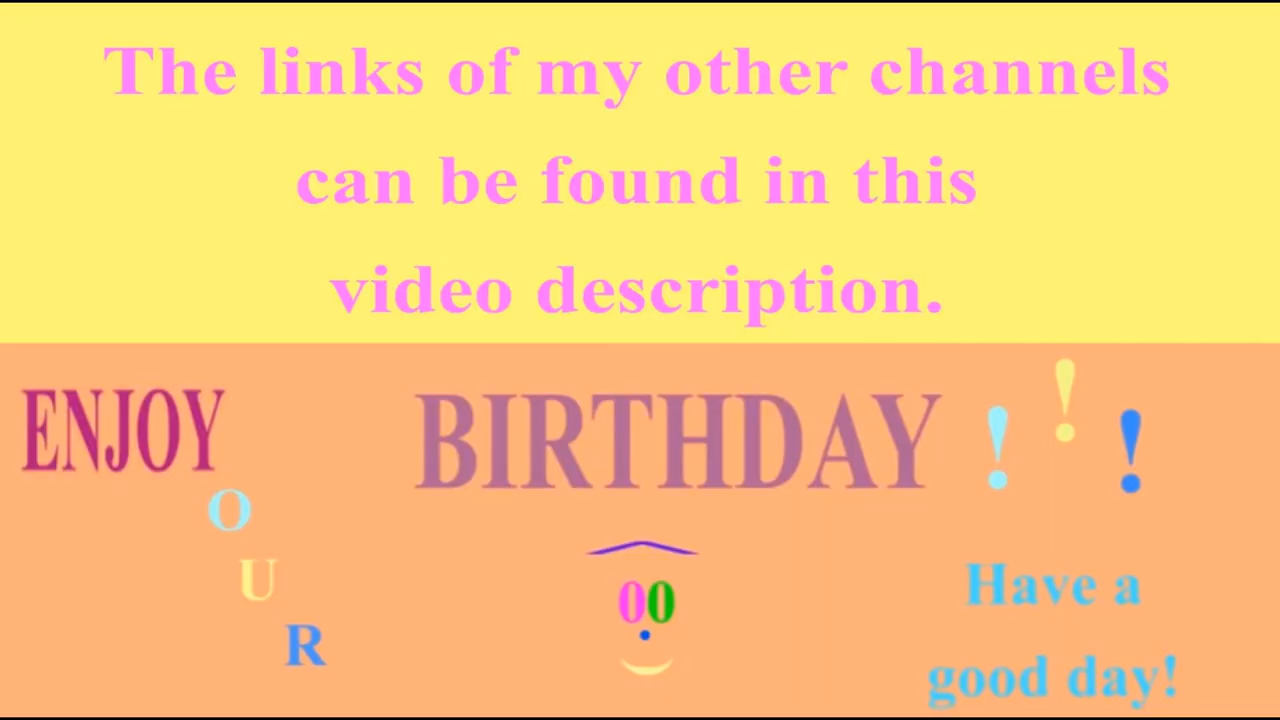 The links of my other channels
can be found in this
video description.
ENJOY BIRTHDAY ! ! !
O
U
R
00
Have a
good day!